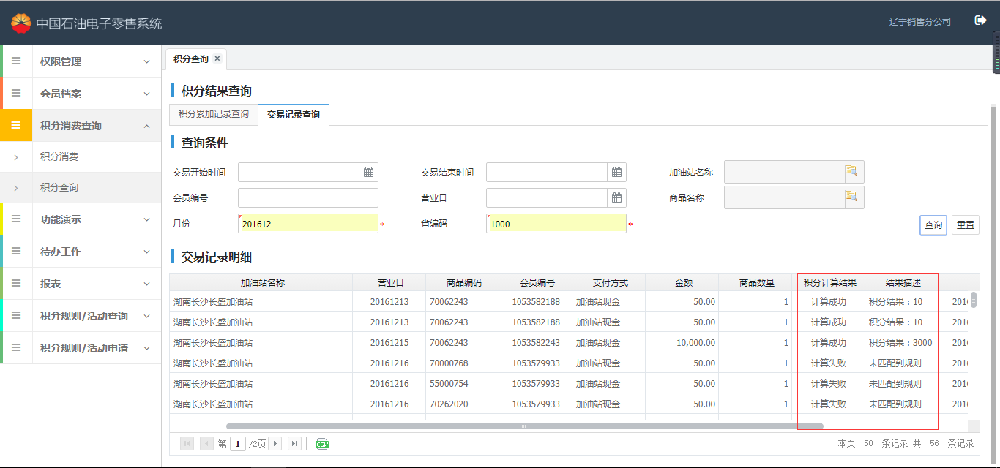 中国石油电子零售系统
辽宁销售分公司
权限管理
会员档案
积分消费查询
积分消费
积分查询
功能演示
待办工作
报表
积分规则/活动查询
积分规则/活动申请
积分查询 ×
积分结果查询
积分累加记录查询 交易记录查询
查询条件
交易开始时间 交易结束时间 加油站名称
会员编号 营业日 商品名称
月份 201612 * 省编码 1000 *
查询 重置
交易记录明细
加油站名称 营业日 商品编码 会员编号 支付方式 金额 商品数量 积分计算结果 结果描述
湖南长沙长盛加油站 20161213 70062243 1053582188 加油站现金 50.00 1 计算成功 积分结果：10 201
湖南长沙长盛加油站 20161213 70062243 1053582188 加油站现金 50.00 1 计算成功 积分结果：10 201
湖南长沙长盛加油站 20161215 70062243 1053582243 加油站现金 10,000.00 1 计算成功 积分结果：3000 201
湖南长沙长盛加油站 20161216 70000768 1053579933 加油站现金 50.00 1 计算失败 未匹配到规则 201
湖南长沙长盛加油站 20161216 55000754 1053579933 加油站现金 50.00 1 计算失败 未匹配到规则 201
湖南长沙长盛加油站 20161216 70262020 1053579933 加油站现金 50.00 1 计算失败 未匹配到规则 201
第 1 /2页 CSV 本页 50 条记录 共 56 条记录